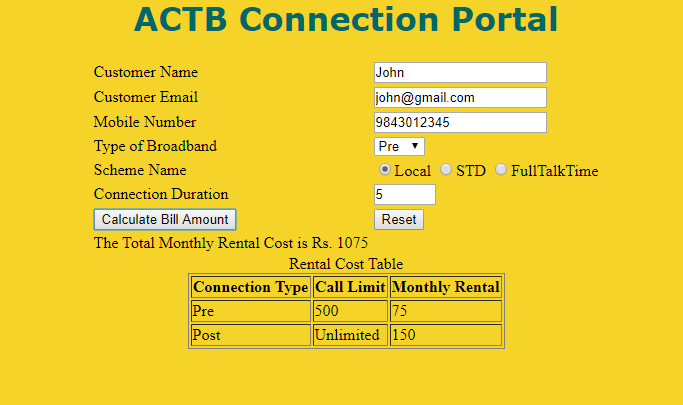 ACTB Connection Portal
Customer Name John
Customer Email john@gmail.com
Mobile Number 9843012345
Type of Broadband Pre
Scheme Name Local STD FullTalkTime
Connection Duration 5
Calculate Bill Amount Reset
The Total Monthly Rental Cost is Rs. 1075
Rental Cost Table
Connection Type Call Limit Monthly Rental
Pre 500 75
Post Unlimited 150